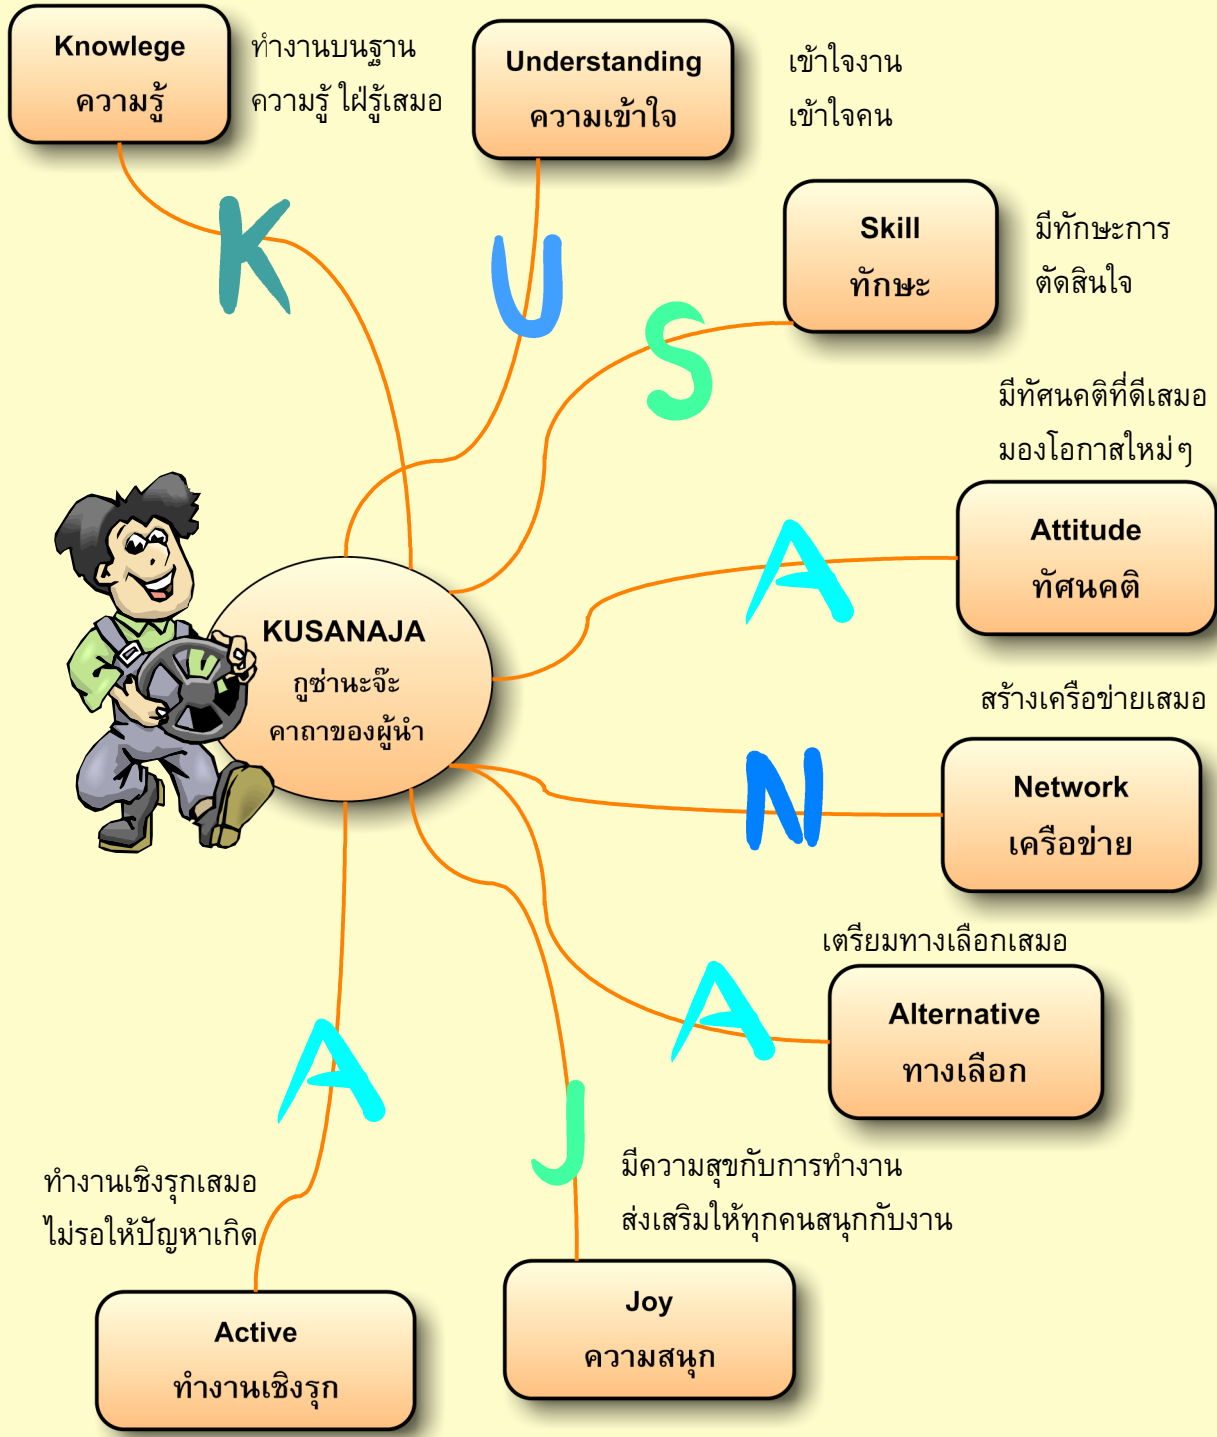 Knowlege
ความรู้
ทำงานบนฐาน
ความรู้ ใฝ่รู้เสมอ
K
Understanding
ความเข้าใจ
เข้าใจงาน
เข้าใจคน
U
Skill
ทักษะ
มีทักษะการ
ตัดสินใจ
S
มีทัศนคติที่ดีเสมอ
มองโอกาสใหม่ๆ
Attitude
ทัศนคติ
A
KUSANAJA
กูซ่านะจ๊ะ
คาถาของผู้นำ
สร้างเครือข่ายเสมอ
Network
เครือข่าย
N
เตรียมทางเลือกเสมอ
Alternative
ทางเลือก
A
J
มีความสุขกับการทำงาน
ส่งเสริมให้ทุกคนสนุกกับงาน
Joy
ความสนุก
A
ทำงานเชิงรุกเสมอ
ไม่รอให้ปัญหาเกิด
Active
ทำงานเชิงรุก